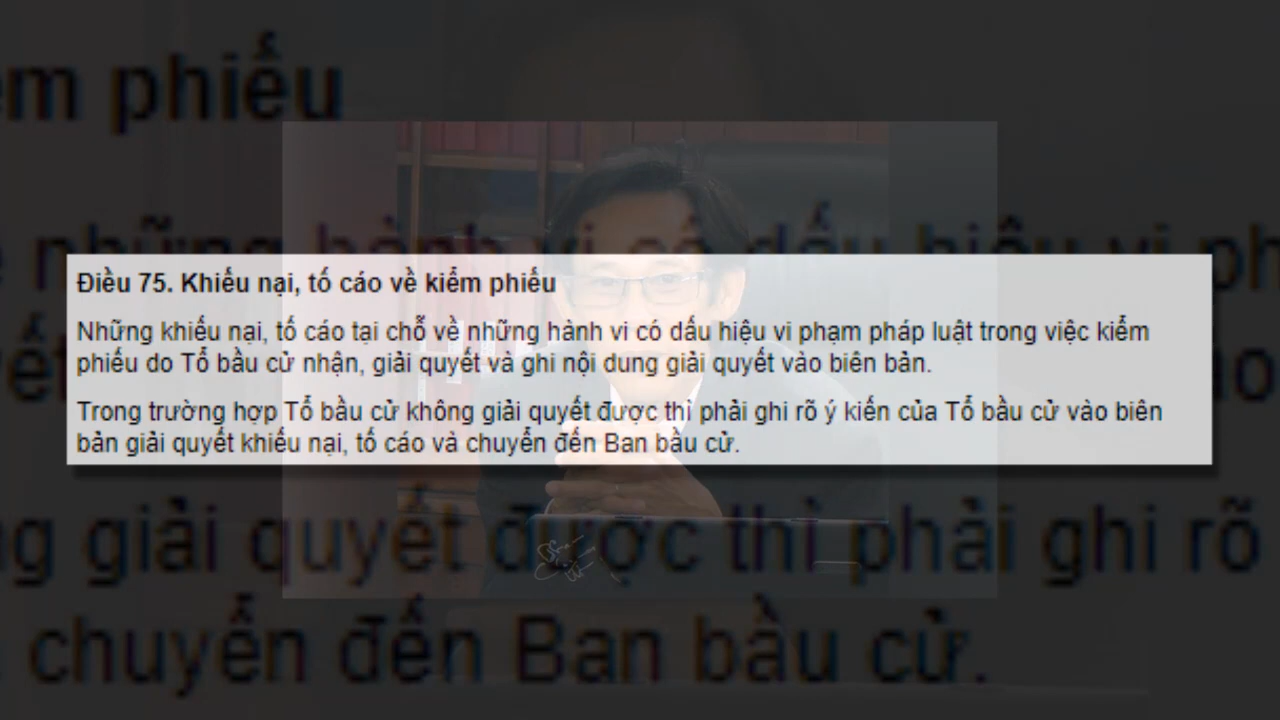 ểm phiếu
Điều 75. Khiếu nại, tố cáo về kiểm phiếu
Những khiếu nại, tố cáo tại chỗ về những hành vi có dấu hiệu vi phạm pháp luật trong việc kiểm
phiếu do Tổ bầu cử nhận, giải quyết và ghi nội dung giải quyết vào biên bản.
Trong trường hợp Tổ bầu cử không giải quyết được thì phải ghi rõ ý kiến của Tổ bầu cử vào biên
bản giải quyết khiếu nại, tố cáo và chuyển đến Ban bầu cử.
ng giải quyết được thì phải ghi rõ
chuyển đến Ban bầu cử.